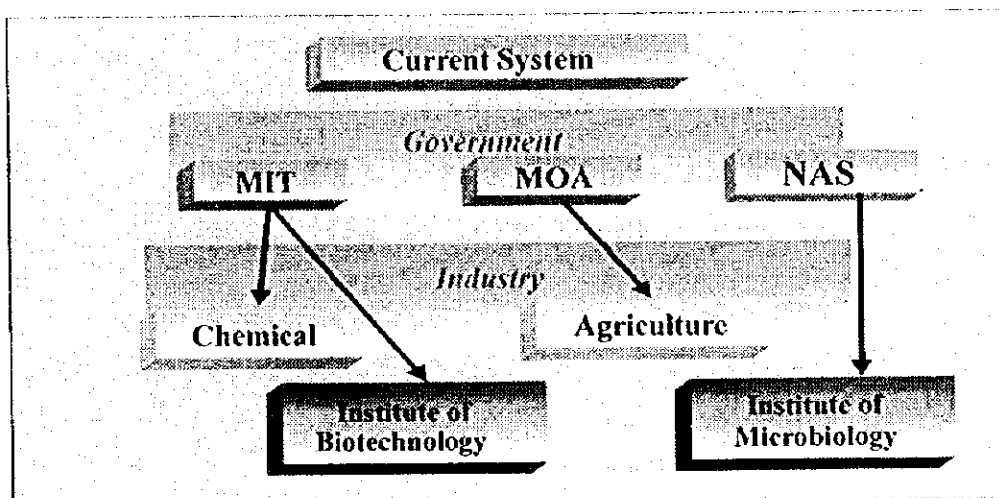 Current System
Government
MIT
MOA
NAS
Industry
Chemical
Agriculture
Institute of
Biotechnology
Institute of
Microbiology